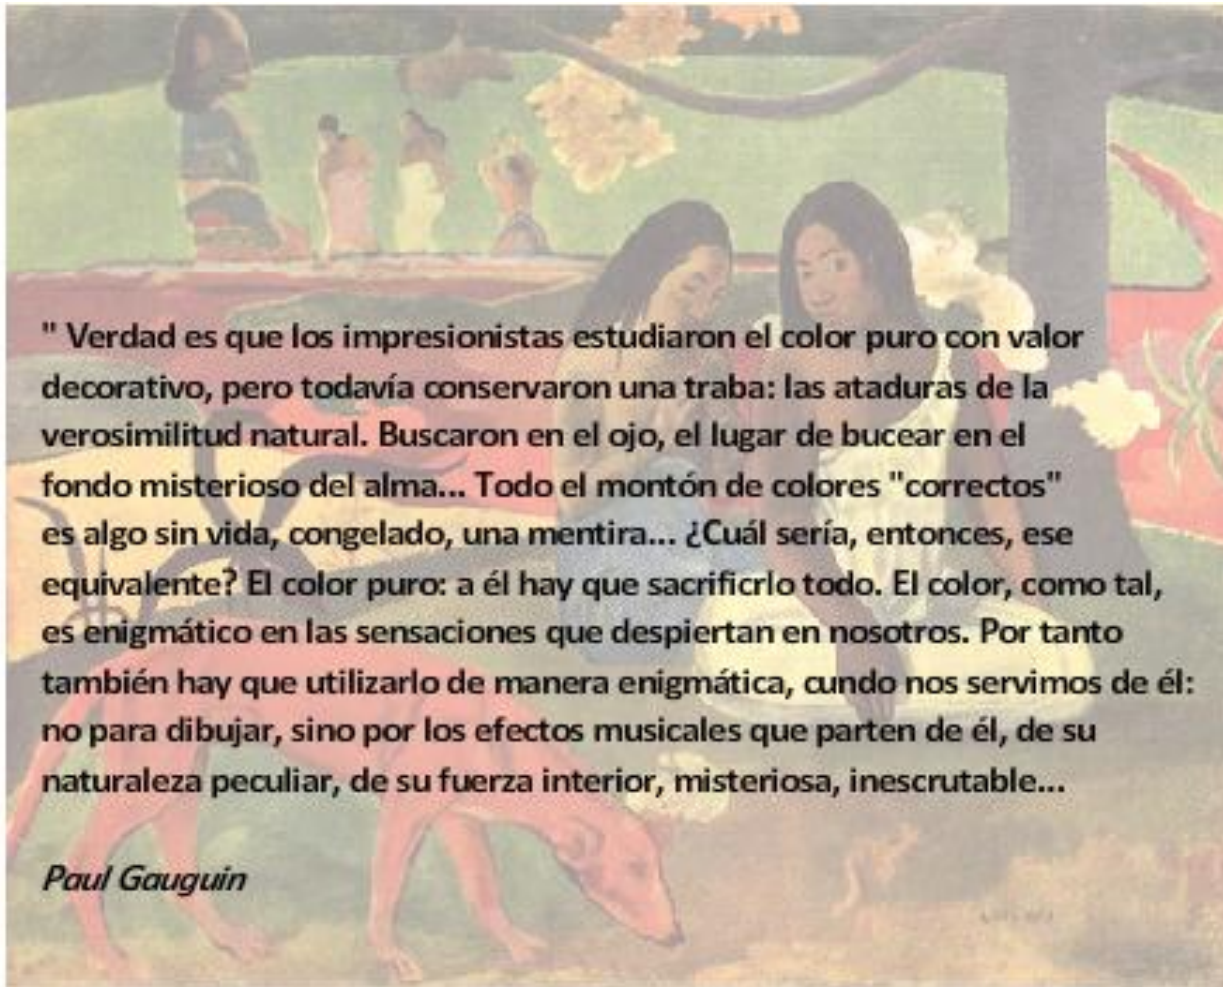 " Verdad es que los impresionistas estudiaron el color puro con valor
decorativo, pero todavía conservaron una traba: las ataduras de la
verosimilitud natural. Buscaron en el ojo, el lugar de bucear en el
fondo misterioso del alma... Todo el montón de colores "correctos"
es algo sin vida, congelado, una mentira... ¿Cuál sería, entonces, ese
equivalente? El color puro: a él hay que sacrificrlo todo. El color, como tal,
es enigmático en las sensaciones que despiertan en nosotros. Por tanto
también hay que utilizarlo de manera enigmática, cundo nos servimos de él:
no para dibujar, sino por los efectos musicales que parten de él, de su
naturaleza peculiar, de su fuerza interior, misteriosa, inescrutable...
Paul Gauguin